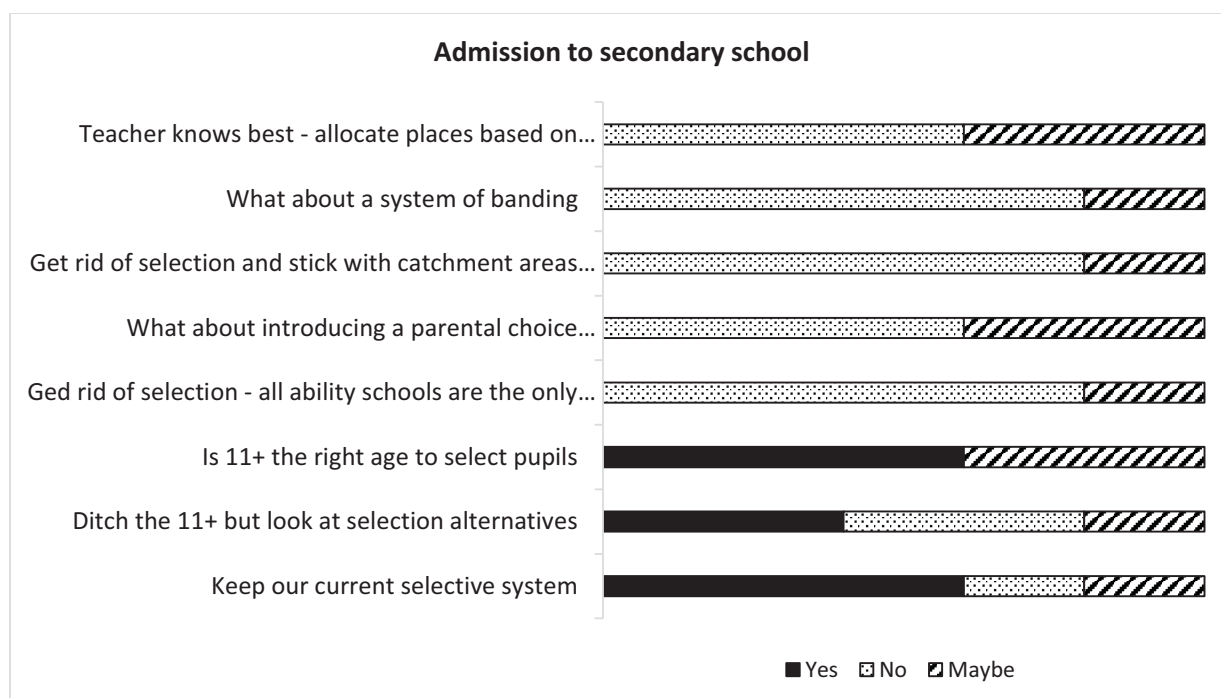 Admission to secondary school
Teacher knows best - allocate places based on...
What about a system of banding
Get rid of selection and stick with catchment areas...
What about introducing a parental choice...
Ged rid of selection - all ability schools are the only...
Is 11+ the right age to select pupils
Ditch the 11+ but look at selection alternatives
Keep our current selective system
Yes No Maybe